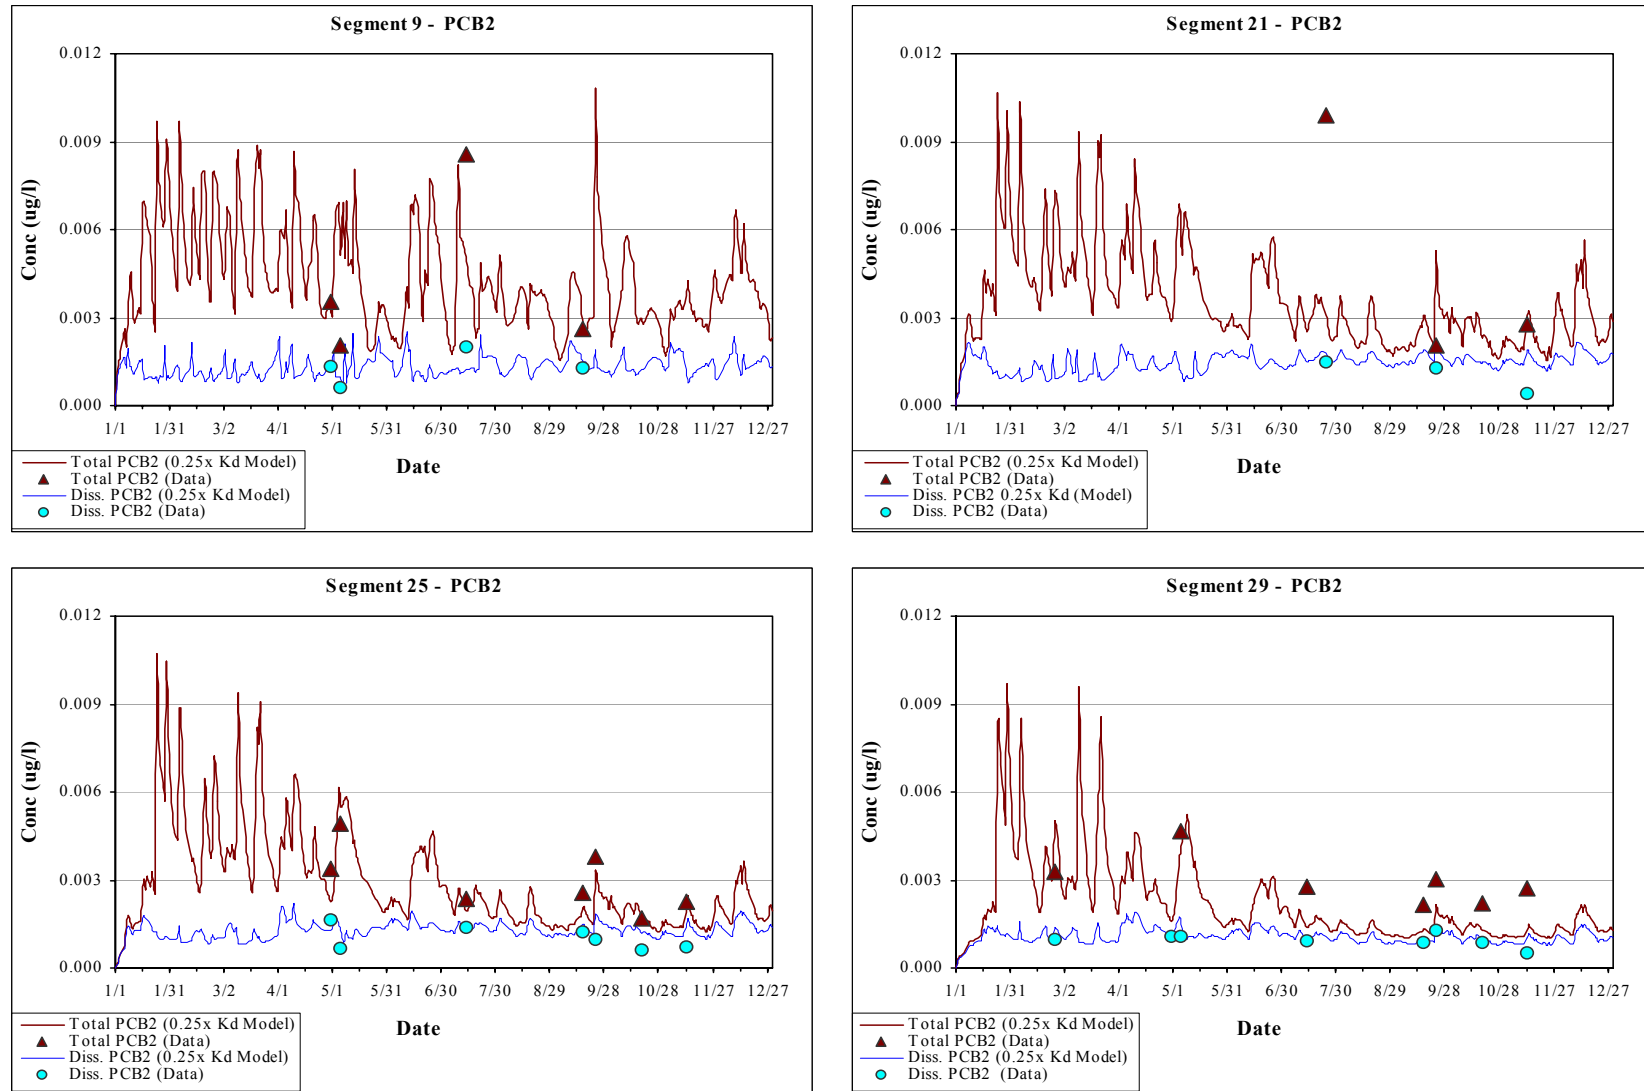 Segment 9 - PCB2
0.012
0.009
0.006
0.003
0.000
Conc (ug/l)
1/1 1/31 3/2 4/1 5/1 5/31 6/30 7/30 8/29 9/28 10/28 11/27 12/27
Date
Total PCB2 (0.25x Kd Model)
Total PCB2 (Data)
Diss. PCB2 (0.25x Kd Model)
Diss. PCB2 (Data)
Segment 21 - PCB2
0.012
0.009
0.006
0.003
0.000
Conc (ug/l)
1/1 1/31 3/2 4/1 5/1 5/31 6/30 7/30 8/29 9/28 10/28 11/27 12/27
Date
Total PCB2 (0.25x Kd Model)
Total PCB2 (Data)
Diss. PCB2 0.25x Kd (Model)
Diss. PCB2 (Data)
Segment 25 - PCB2
0.012
0.009
0.006
0.003
0.000
Conc (ug/l)
1/1 1/31 3/2 4/1 5/1 5/31 6/30 7/30 8/29 9/28 10/28 11/27 12/27
Date
Total PCB2 (0.25x Kd Model)
Total PCB2 (Data)
Diss. PCB2 (0.25x Kd Model)
Diss. PCB2 (Data)
Segment 29 - PCB2
0.012
0.009
0.006
0.003
0.000
Conc (ug/l)
1/1 1/31 3/2 4/1 5/1 5/31 6/30 7/30 8/29 9/28 10/28 11/27 12/27
Date
Total PCB2 (0.25x Kd Model)
Total PCB2 (Data)
Diss. PCB2 (0.25x Kd Model)
Diss. PCB2 (Data)